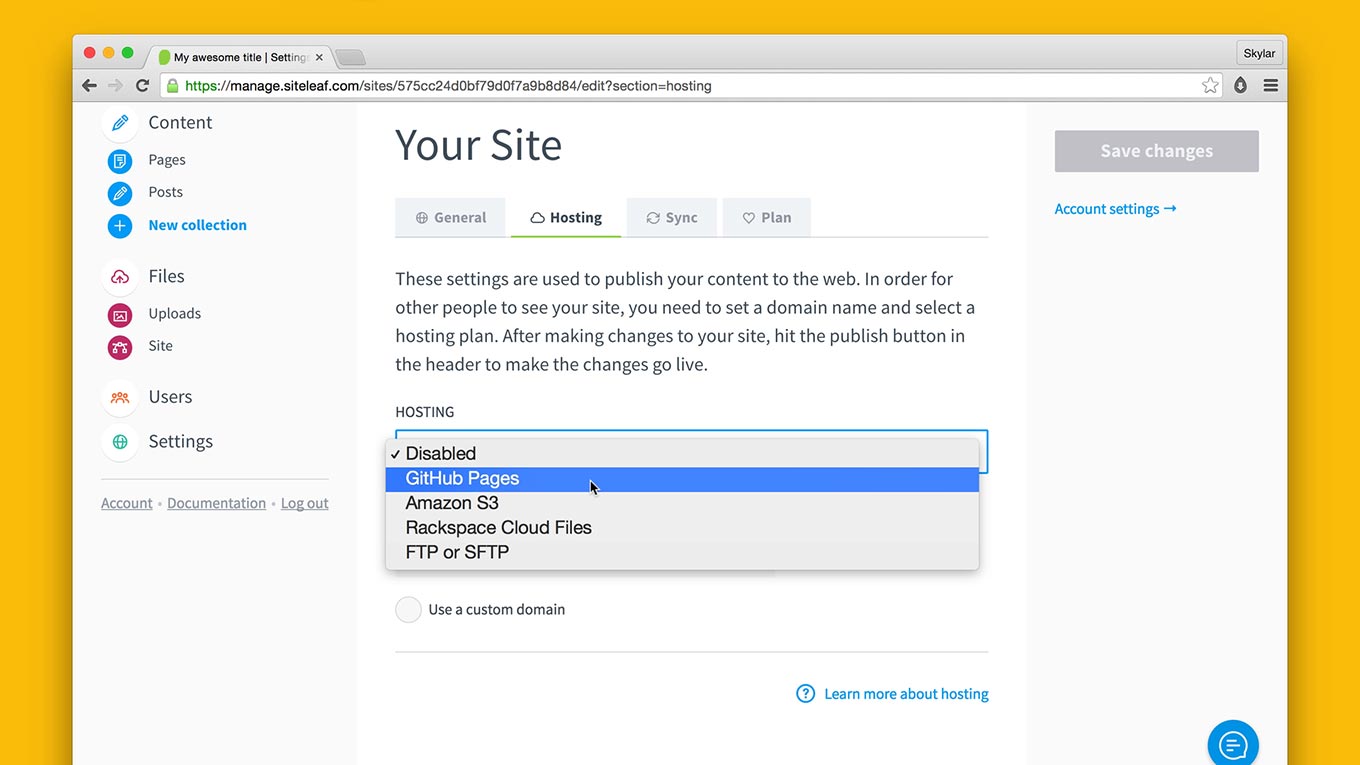 My awesome title | Setting
Skylar
https://manage.siteleaf.com/sites/575cc24d0bf79d0f7a9b8d84/edit?section=hosting
Content
Pages
Posts
New collection
Files
Uploads
Site
Users
Settings
Account • Documentation • Log out
Your Site
General
Hosting
Sync
Plan
These settings are used to publish your content to the web. In order for
other people to see your site, you need to set a domain name and select a
hosting plan. After making changes to your site, hit the publish button in
the header to make the changes go live.
HOSTING
✓ Disabled
GitHub Pages
Amazon S3
Rackspace Cloud Files
FTP or SFTP
Use a custom domain
? Learn more about hosting
Save changes
Account settings →